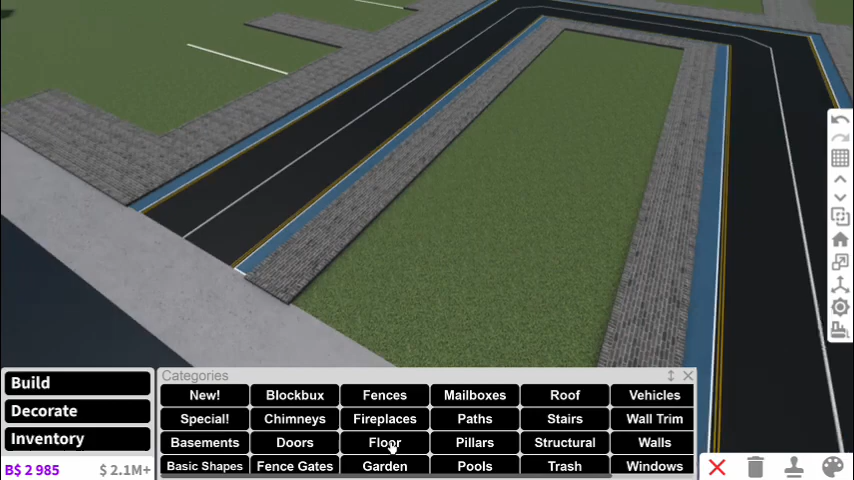 Categories
New! Blockbux Fences Mailboxes Roof Vehicles
Special! Chimneys Fireplaces Paths Stairs Wall Trim
Basements Doors Floor Pillars Structural Walls
Basic Shapes Fence Gates Garden Pools Trash Windows
Build
Decorate
Inventory
B$ 2 985 $ 2.1M+